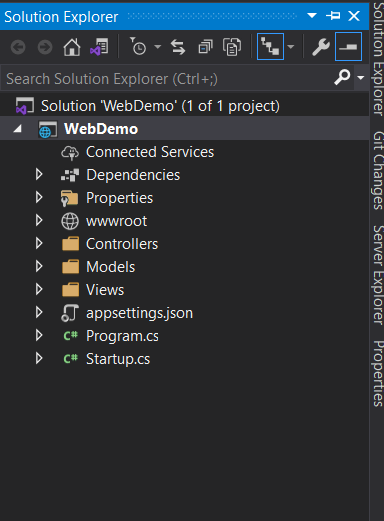 Solution Explorer
Search Solution Explorer (Ctrl+;)
Solution 'WebDemo' (1 of 1 project)
WebDemo
Connected Services
Dependencies
Properties
wwwroot
Controllers
Models
Views
appsettings.json
C# Program.cs
C# Startup.cs
Solution Explorer
Git Changes
Server Explorer
Properties